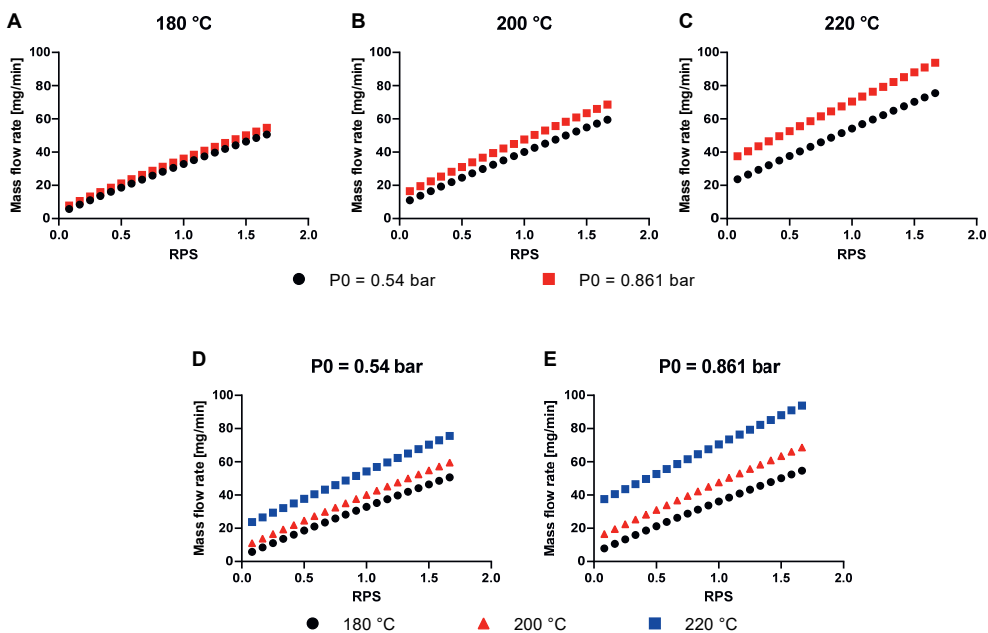 A 180 °C
B 200 °C
C 220 °C
Mass flow rate [mg/min]
100
80
60
40
20
0
0.0 0.5 1.0 1.5 2.0
RPS
Mass flow rate [mg/min]
100
80
60
40
20
0
0.0 0.5 1.0 1.5 2.0
RPS
Mass flow rate [mg/min]
100
80
60
40
20
0
0.0 0.5 1.0 1.5 2.0
RPS
P0 = 0.54 bar P0 = 0.861 bar
D P0 = 0.54 bar
E P0 = 0.861 bar
Mass flow rate [mg/min]
100
80
60
40
20
0
0.0 0.5 1.0 1.5 2.0
RPS
Mass flow rate [mg/min]
100
80
60
40
20
0
0.0 0.5 1.0 1.5 2.0
RPS
180 °C 200 °C 220 °C